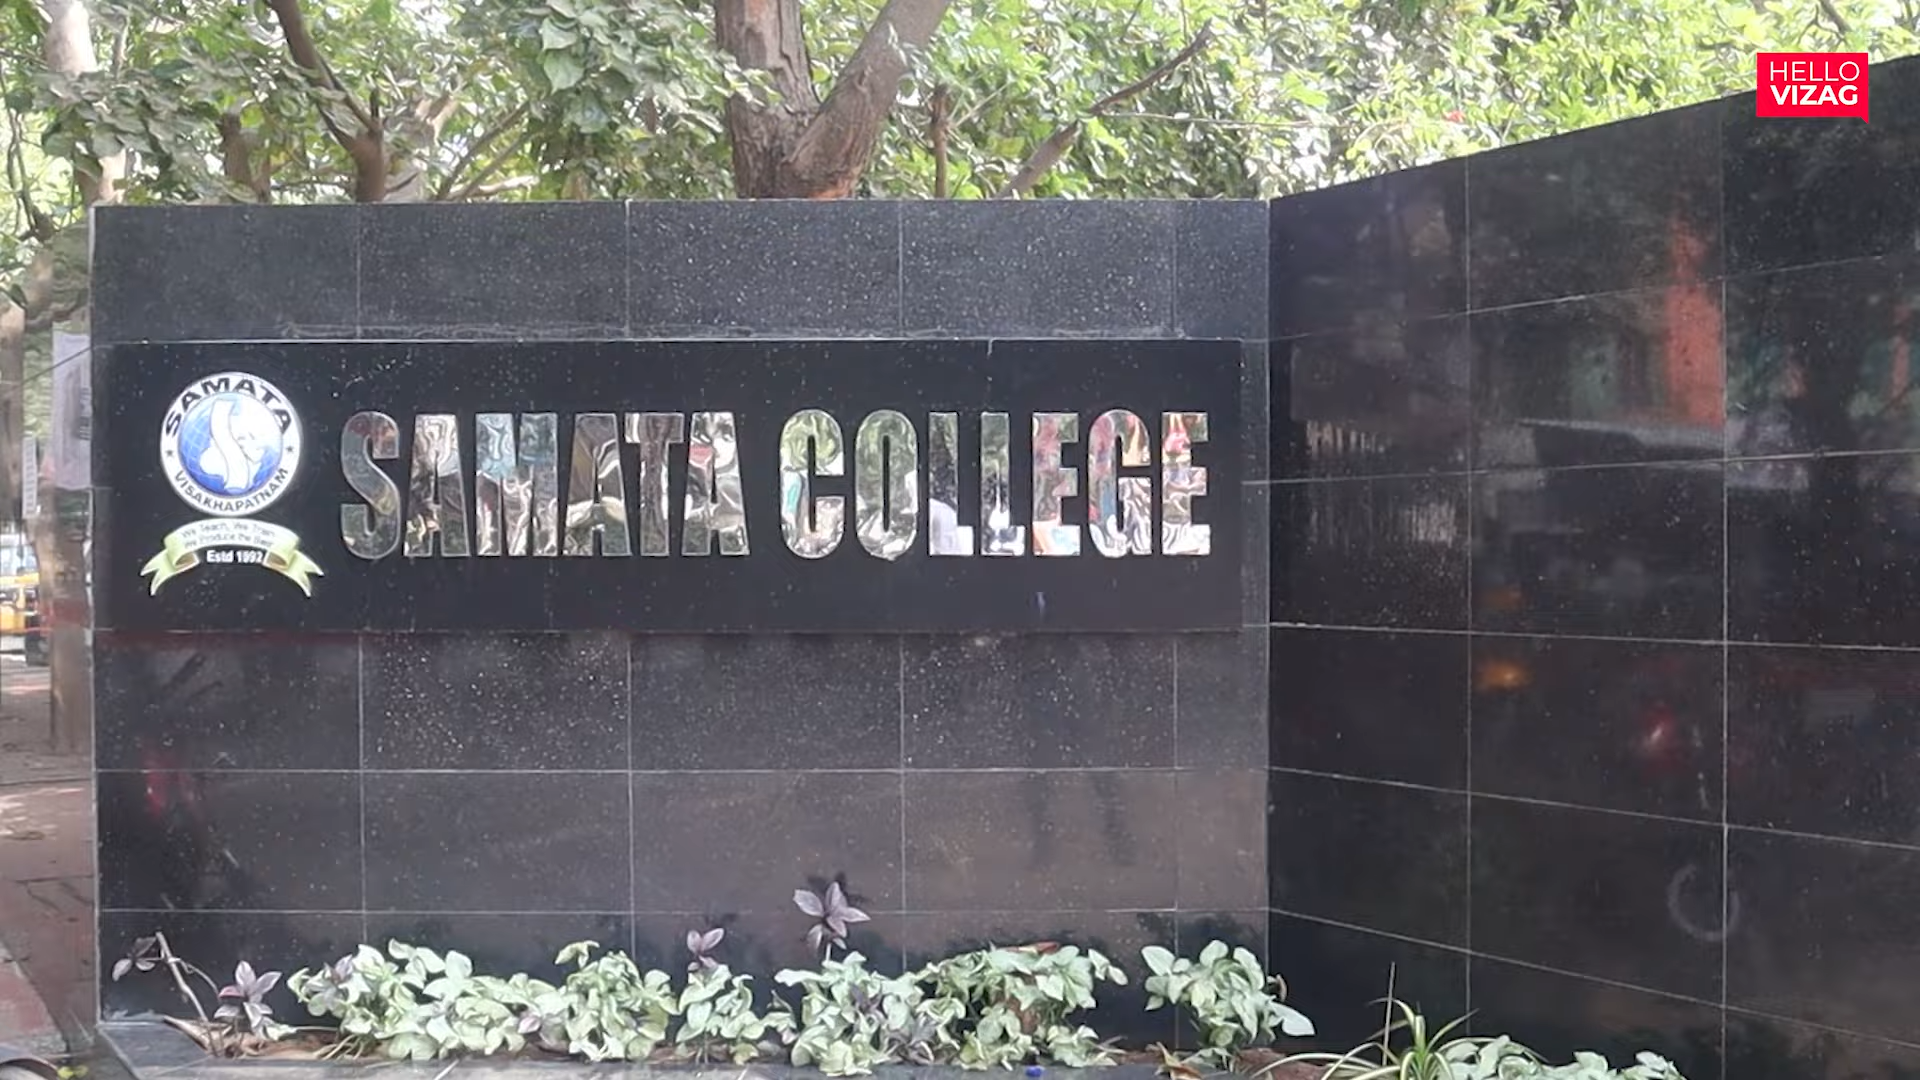 HELLO
VIZAG
SAMATA
VISAKHAPATNAM
We Teach, We Train
We Produce the Best
Estd 1992
SAMATA COLLEGE